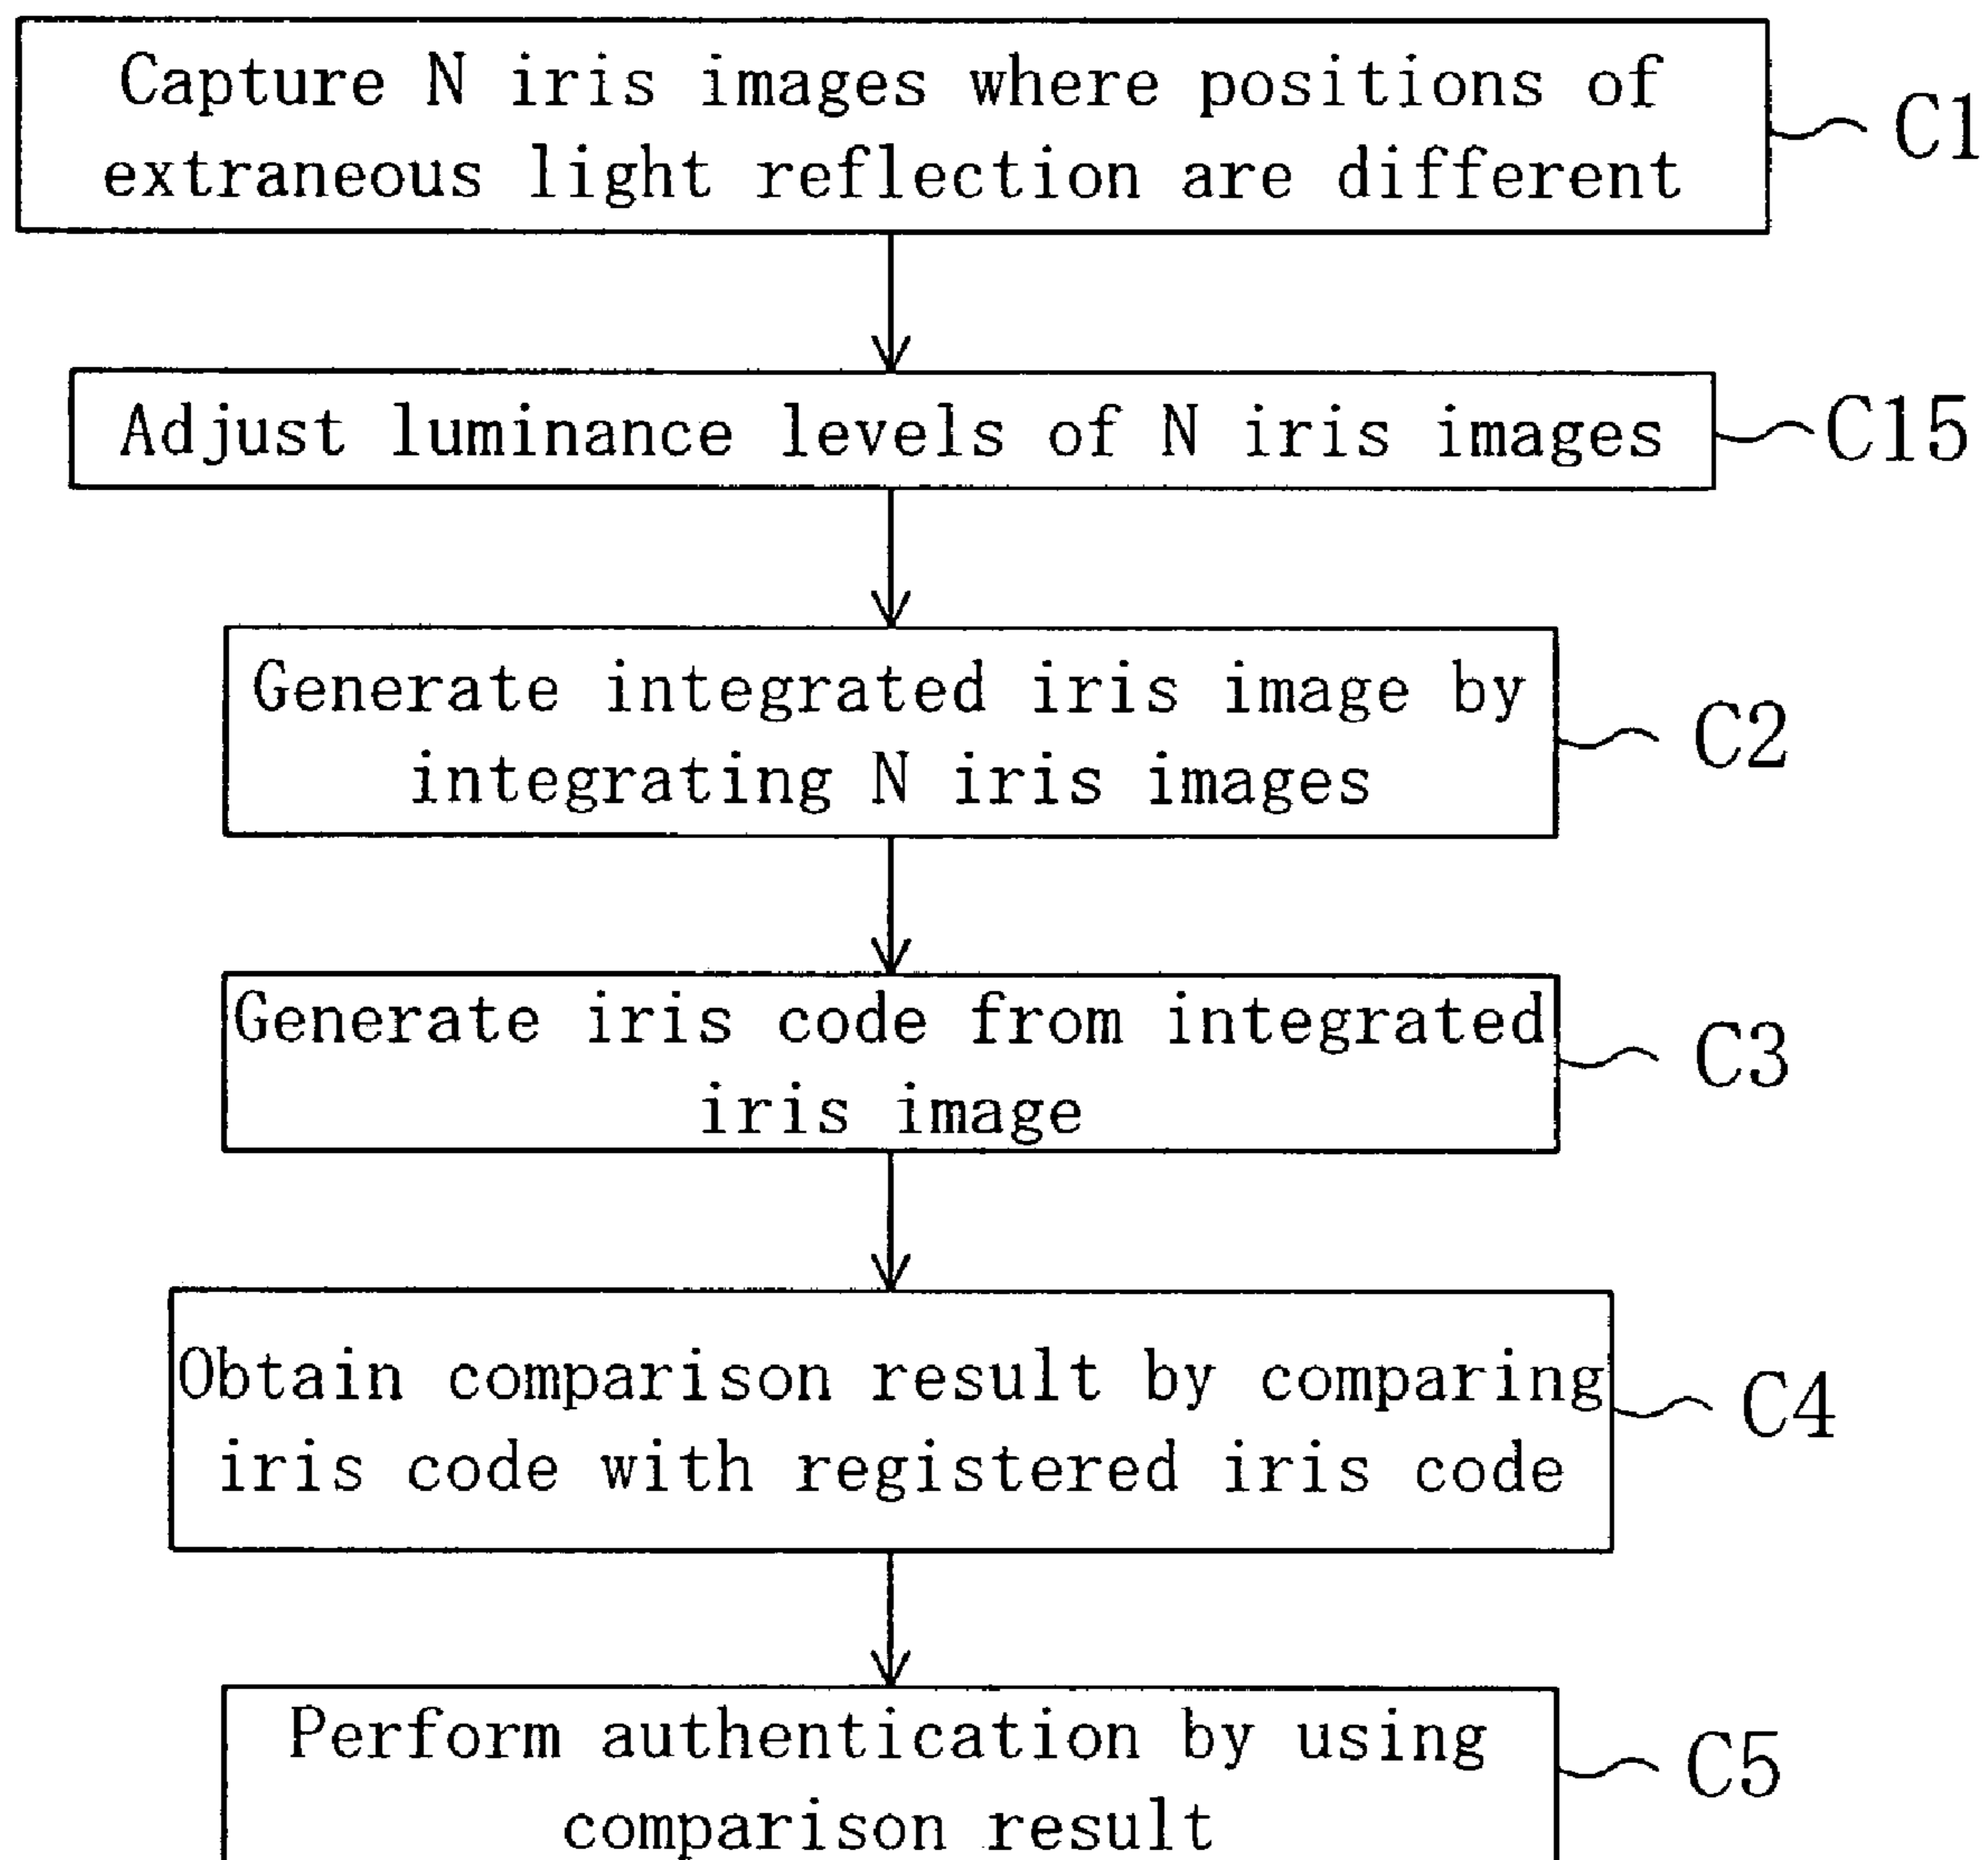 Capture N iris images where positions of
extraneous light reflection are different
C1
Adjust luminance levels of N iris images
C15
Generate integrated iris image by
integrating N iris images
C2
Generate iris code from integrated
iris image
C3
Obtain comparison result by comparing
iris code with registered iris code
C4
Perform authentication by using
comparison result
C5